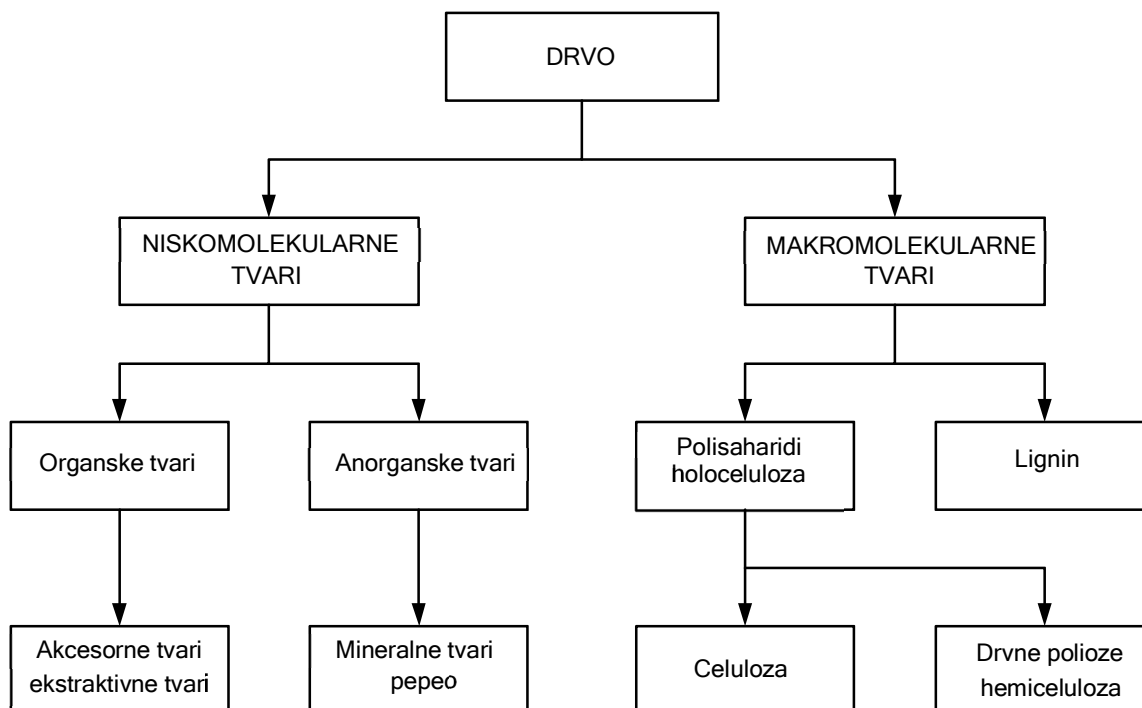 DRVO
NISKOMOLEKULARNE
TVARI
MAKROMOLEKULARNE
TVARI
Organske tvari
Anorganske tvari
Polisaharidi
holoceluloza
Lignin
Akcesorne tvari
ekstraktivne tvari
Mineralne tvari
pepeo
Celuloza
Drvne polioze
hemiceluloza